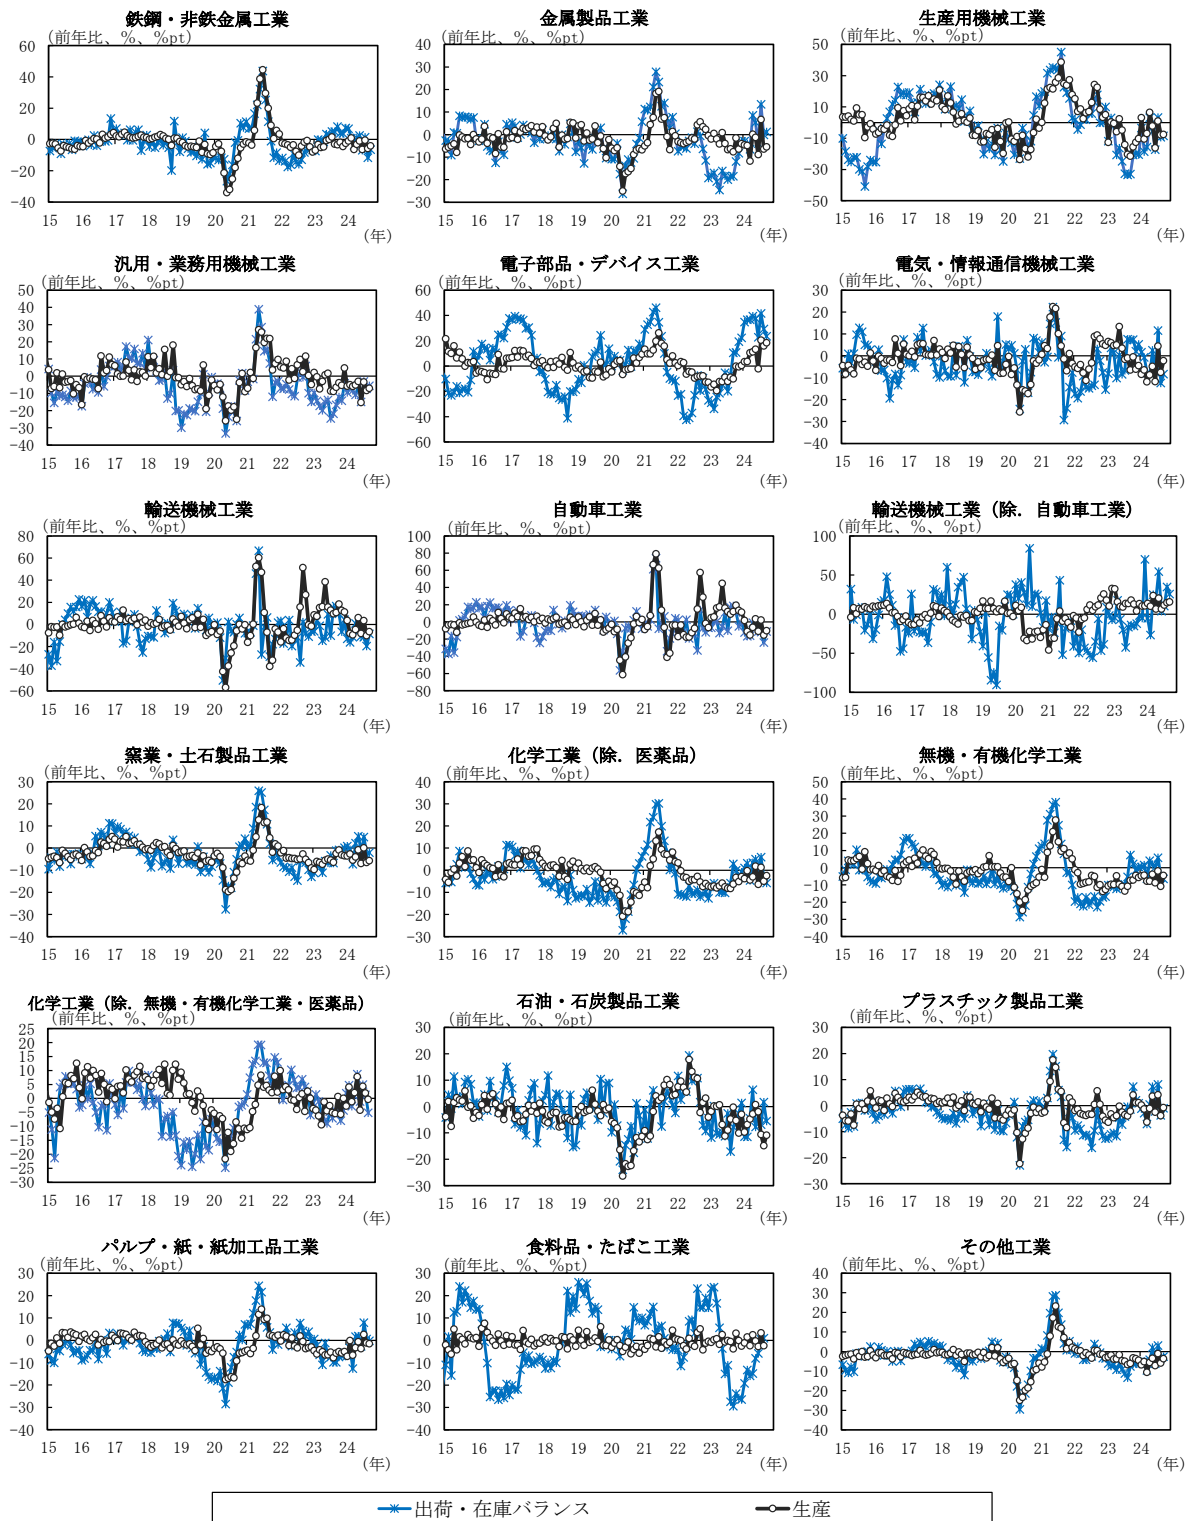 鉄鋼・非鉄金属工業
(前年比、%、%pt)
60
40
20
0
-20
-40
15 16 17 18 19 20 21 22 23 24
(年)
金属製品工業
(前年比、%、%pt)
40
30
20
10
0
-10
-20
-30
15 16 17 18 19 20 21 22 23 24
(年)
生産用機械工業
(前年比、%、%pt)
50
30
10
-10
-30
-50
15 16 17 18 19 20 21 22 23 24
(年)
汎用・業務用機械工業
(前年比、%、%pt)
50
40
30
20
10
0
-10
-20
-30
-40
15 16 17 18 19 20 21 22 23 24
(年)
電子部品・デバイス工業
(前年比、%、%pt)
60
40
20
0
-20
-40
-60
15 16 17 18 19 20 21 22 23 24
(年)
電気・情報通信機械工業
(前年比、%、%pt)
30
20
10
0
-10
-20
-30
-40
15 16 17 18 19 20 21 22 23 24
(年)
輸送機械工業
(前年比、%、%pt)
80
60
40
20
0
-20
-40
-60
15 16 17 18 19 20 21 22 23 24
(年)
自動車工業
(前年比、%、%pt)
100
80
60
40
20
0
-20
-40
-60
-80
15 16 17 18 19 20 21 22 23 24
(年)
輸送機械工業（除．自動車工業）
(前年比、%、%pt)
100
50
0
-50
-100
15 16 17 18 19 20 21 22 23 24
(年)
窯業・土石製品工業
(前年比、%、%pt)
30
20
10
0
-10
-20
-30
-40
15 16 17 18 19 20 21 22 23 24
(年)
化学工業（除．医薬品）
(前年比、%、%pt)
40
30
20
10
0
-10
-20
-30
15 16 17 18 19 20 21 22 23 24
(年)
無機・有機化学工業
(前年比、%、%pt)
50
40
30
20
10
0
-10
-20
-30
-40
15 16 17 18 19 20 21 22 23 24
(年)
化学工業（除．無機・有機化学工業・医薬品）
(前年比、%、%pt)
25
20
15
10
5
0
-5
-10
-15
-20
-25
-30
15 16 17 18 19 20 21 22 23 24
(年)
石油・石炭製品工業
(前年比、%、%pt)
30
20
10
0
-10
-20
-30
15 16 17 18 19 20 21 22 23 24
(年)
プラスチック製品工業
(前年比、%、%pt)
30
20
10
0
-10
-20
-30
15 16 17 18 19 20 21 22 23 24
(年)
パルプ・紙・紙加工品工業
(前年比、%、%pt)
30
20
10
0
-10
-20
-30
-40
15 16 17 18 19 20 21 22 23 24
(年)
食料品・たばこ工業
(前年比、%、%pt)
30
20
10
0
-10
-20
-30
-40
15 16 17 18 19 20 21 22 23 24
(年)
その他工業
(前年比、%、%pt)
40
30
20
10
0
-10
-20
-30
-40
15 16 17 18 19 20 21 22 23 24
(年)
出荷・在庫バランス 生産